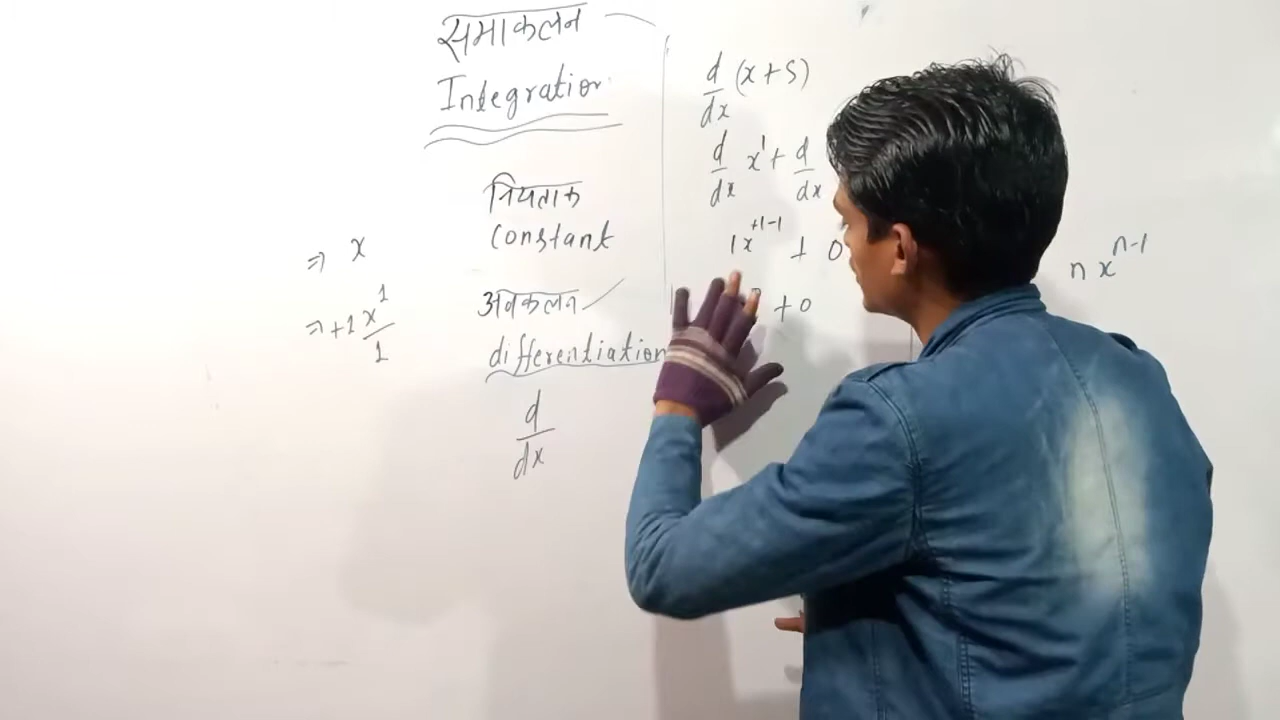 समाकलन
Integration
नियतांक
Constant
अवकलन
differentiation
d/dx
⇒ x
⇒ +1 x^1/1
d/dx (x+5)
d/dx x^1 + d/dx
1x^{+1-1} + 0
+0
n x^{n-1}